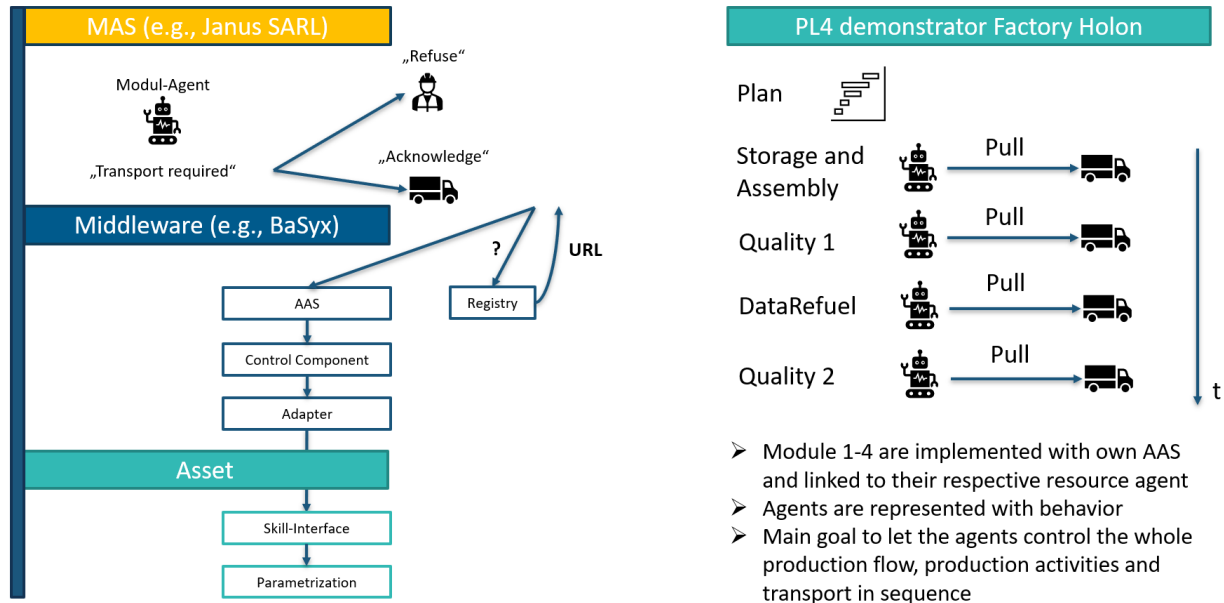 MAS (e.g., Janus SARL)
„Refuse“
Modul-Agent
„Transport required“
„Acknowledge“
Middleware (e.g., BaSyx)
?
URL
AAS
Registry
Control Component
Adapter
Asset
Skill-Interface
Parametrization
PL4 demonstrator Factory Holon
Plan
Storage and
Assembly
Pull
Quality 1
Pull
DataRefuel
Pull
Quality 2
Pull
t
➢ Module 1-4 are implemented with own AAS
and linked to their respective resource agent
➢ Agents are represented with behavior
➢ Main goal to let the agents control the whole
production flow, production activities and
transport in sequence